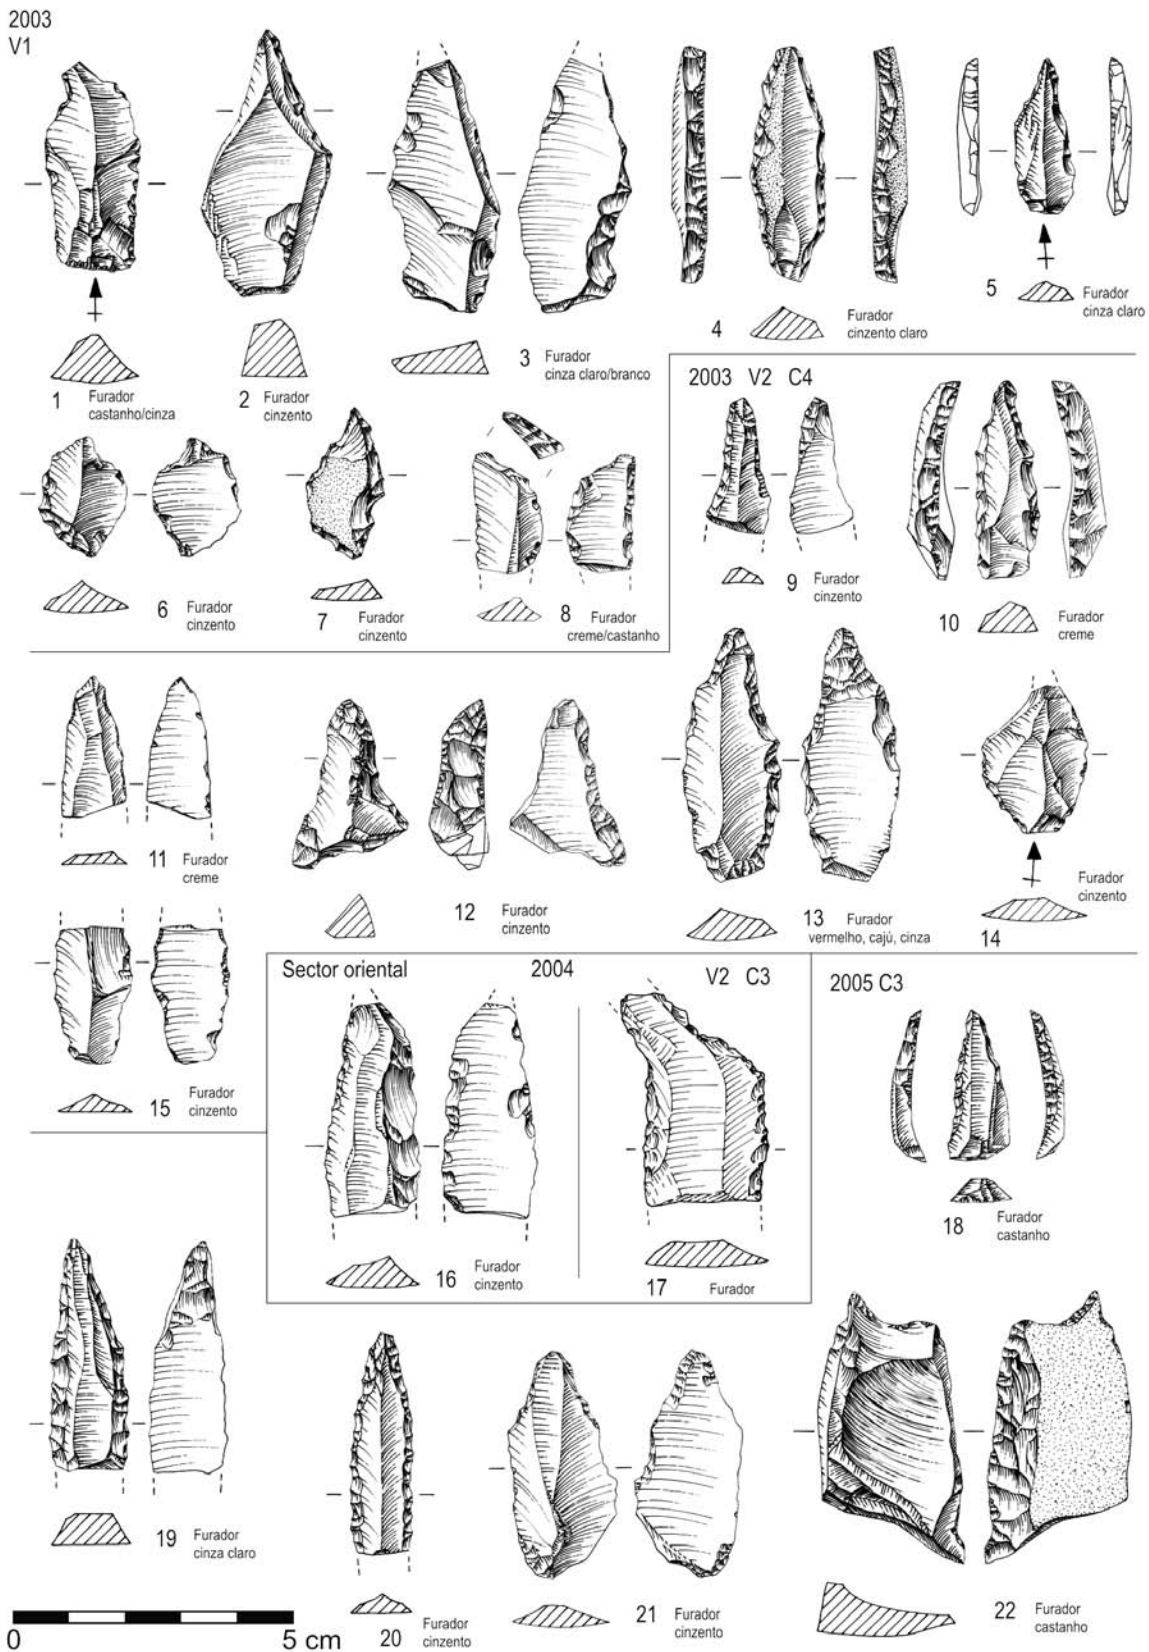 2003
V1
1 Furador
castanho/cinza
2 Furador
cinzento
3 Furador
cinza claro/branco
4 Furador
cinzento claro
5 Furador
cinza claro
6 Furador
cinzento
7 Furador
cinzento
8 Furador
creme/castanho
2003 V2 C4
9 Furador
cinzento
10 Furador
creme
11 Furador
creme
12 Furador
cinzento
13 Furador
vermelho, cajú, cinza
14 Furador
cinzento
15 Furador
cinzento
Sector oriental 2004 V2 C3
16 Furador
cinzento
17 Furador
2005 C3
18 Furador
castanho
19 Furador
cinza claro
20 Furador
cinzento
21 Furador
cinzento
22 Furador
castanho
0 5 cm